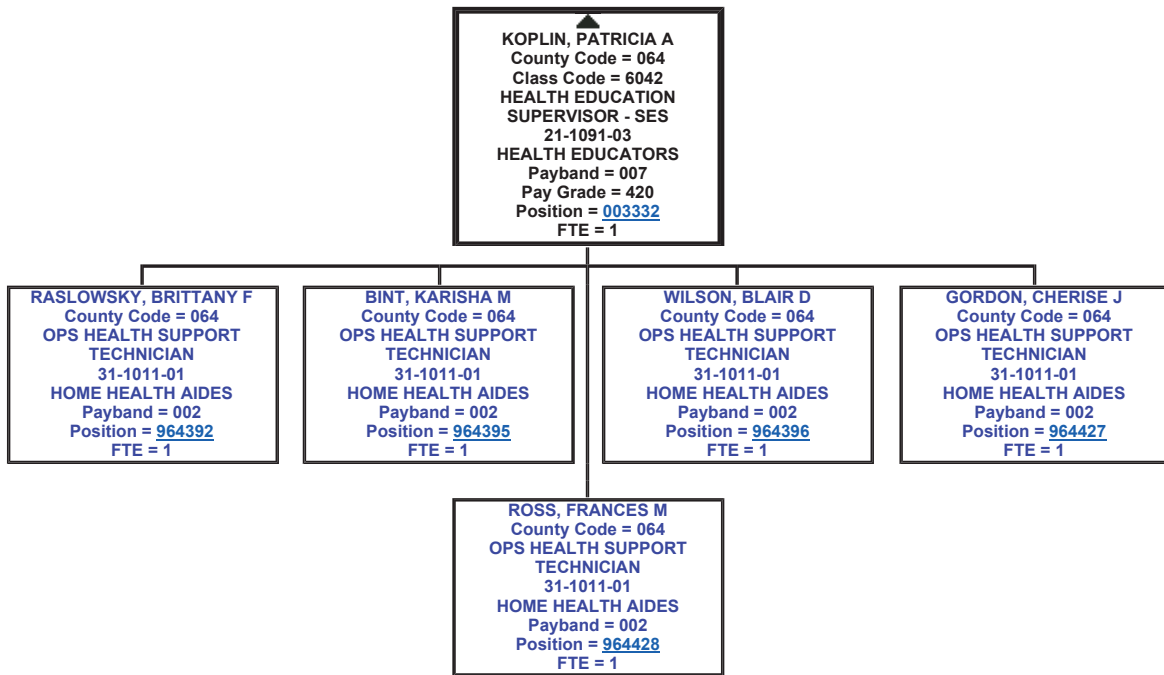 KOPLIN, PATRICIA A
County Code = 064
Class Code = 6042
HEALTH EDUCATION
SUPERVISOR - SES
21-1091-03
HEALTH EDUCATORS
Payband = 007
Pay Grade = 420
Position = 003332
FTE = 1
RASLOWSKY, BRITTANY F
County Code = 064
OPS HEALTH SUPPORT
TECHNICIAN
31-1011-01
HOME HEALTH AIDES
Payband = 002
Position = 964392
FTE = 1
BINT, KARISHA M
County Code = 064
OPS HEALTH SUPPORT
TECHNICIAN
31-1011-01
HOME HEALTH AIDES
Payband = 002
Position = 964395
FTE = 1
WILSON, BLAIR D
County Code = 064
OPS HEALTH SUPPORT
TECHNICIAN
31-1011-01
HOME HEALTH AIDES
Payband = 002
Position = 964396
FTE = 1
GORDON, CHERISE J
County Code = 064
OPS HEALTH SUPPORT
TECHNICIAN
31-1011-01
HOME HEALTH AIDES
Payband = 002
Position = 964427
FTE = 1
ROSS, FRANCES M
County Code = 064
OPS HEALTH SUPPORT
TECHNICIAN
31-1011-01
HOME HEALTH AIDES
Payband = 002
Position = 964428
FTE = 1